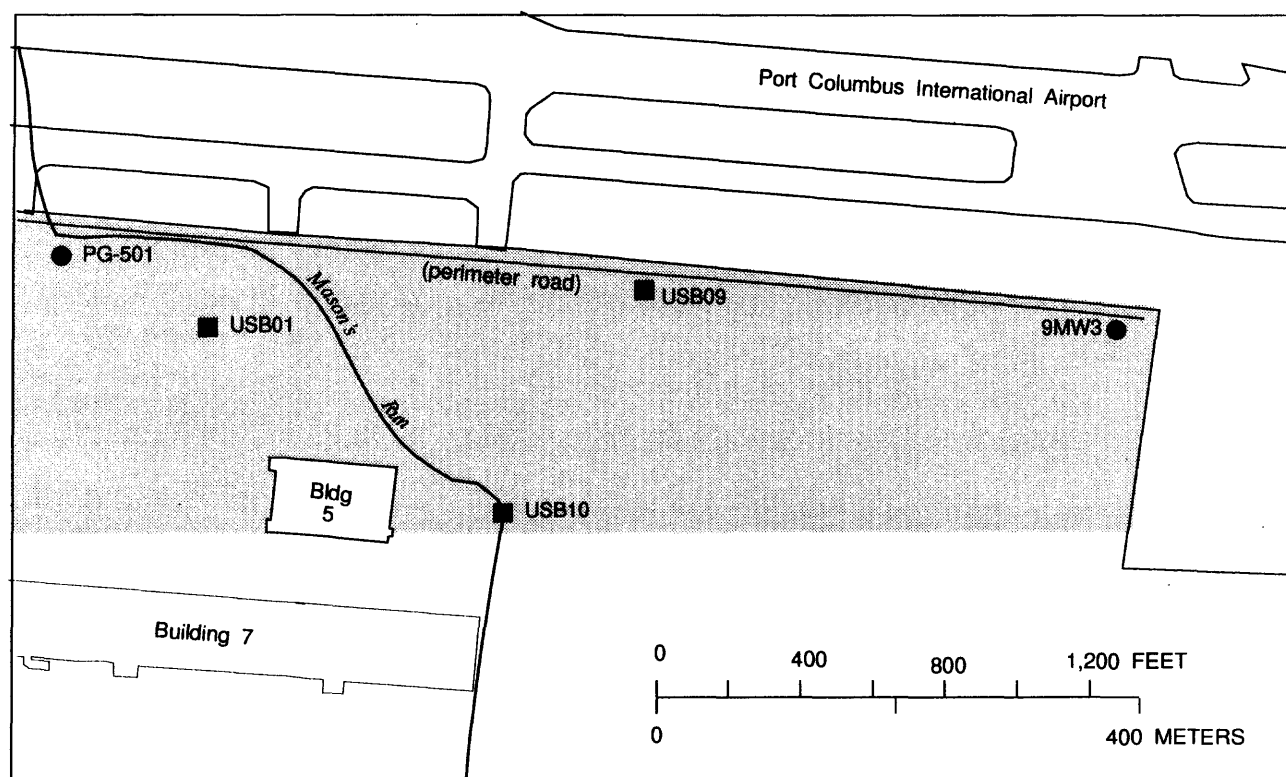 Port Columbus International Airport
PG-501
(perimeter road)
Mason's
Run
USB09
USB01
9MW3
Bldg
5
USB10
Building 7
0 400 800 1,200 FEET
0 400 METERS